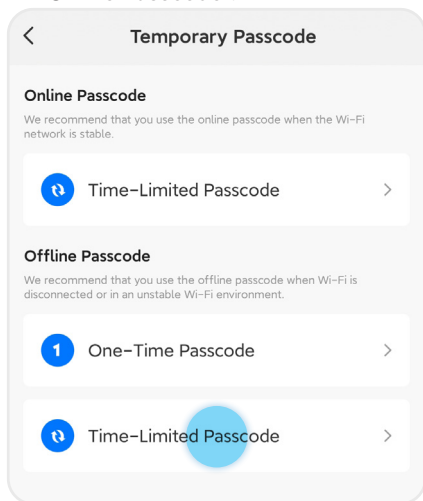 Temporary Passcode
Online Passcode
We recommend that you use the online passcode when the Wi-Fi
network is stable.
Time-Limited Passcode
Offline Passcode
We recommend that you use the offline passcode when Wi-Fi is
disconnected or in an unstable Wi-Fi environment.
1 One-Time Passcode
Time-Limited Passcode